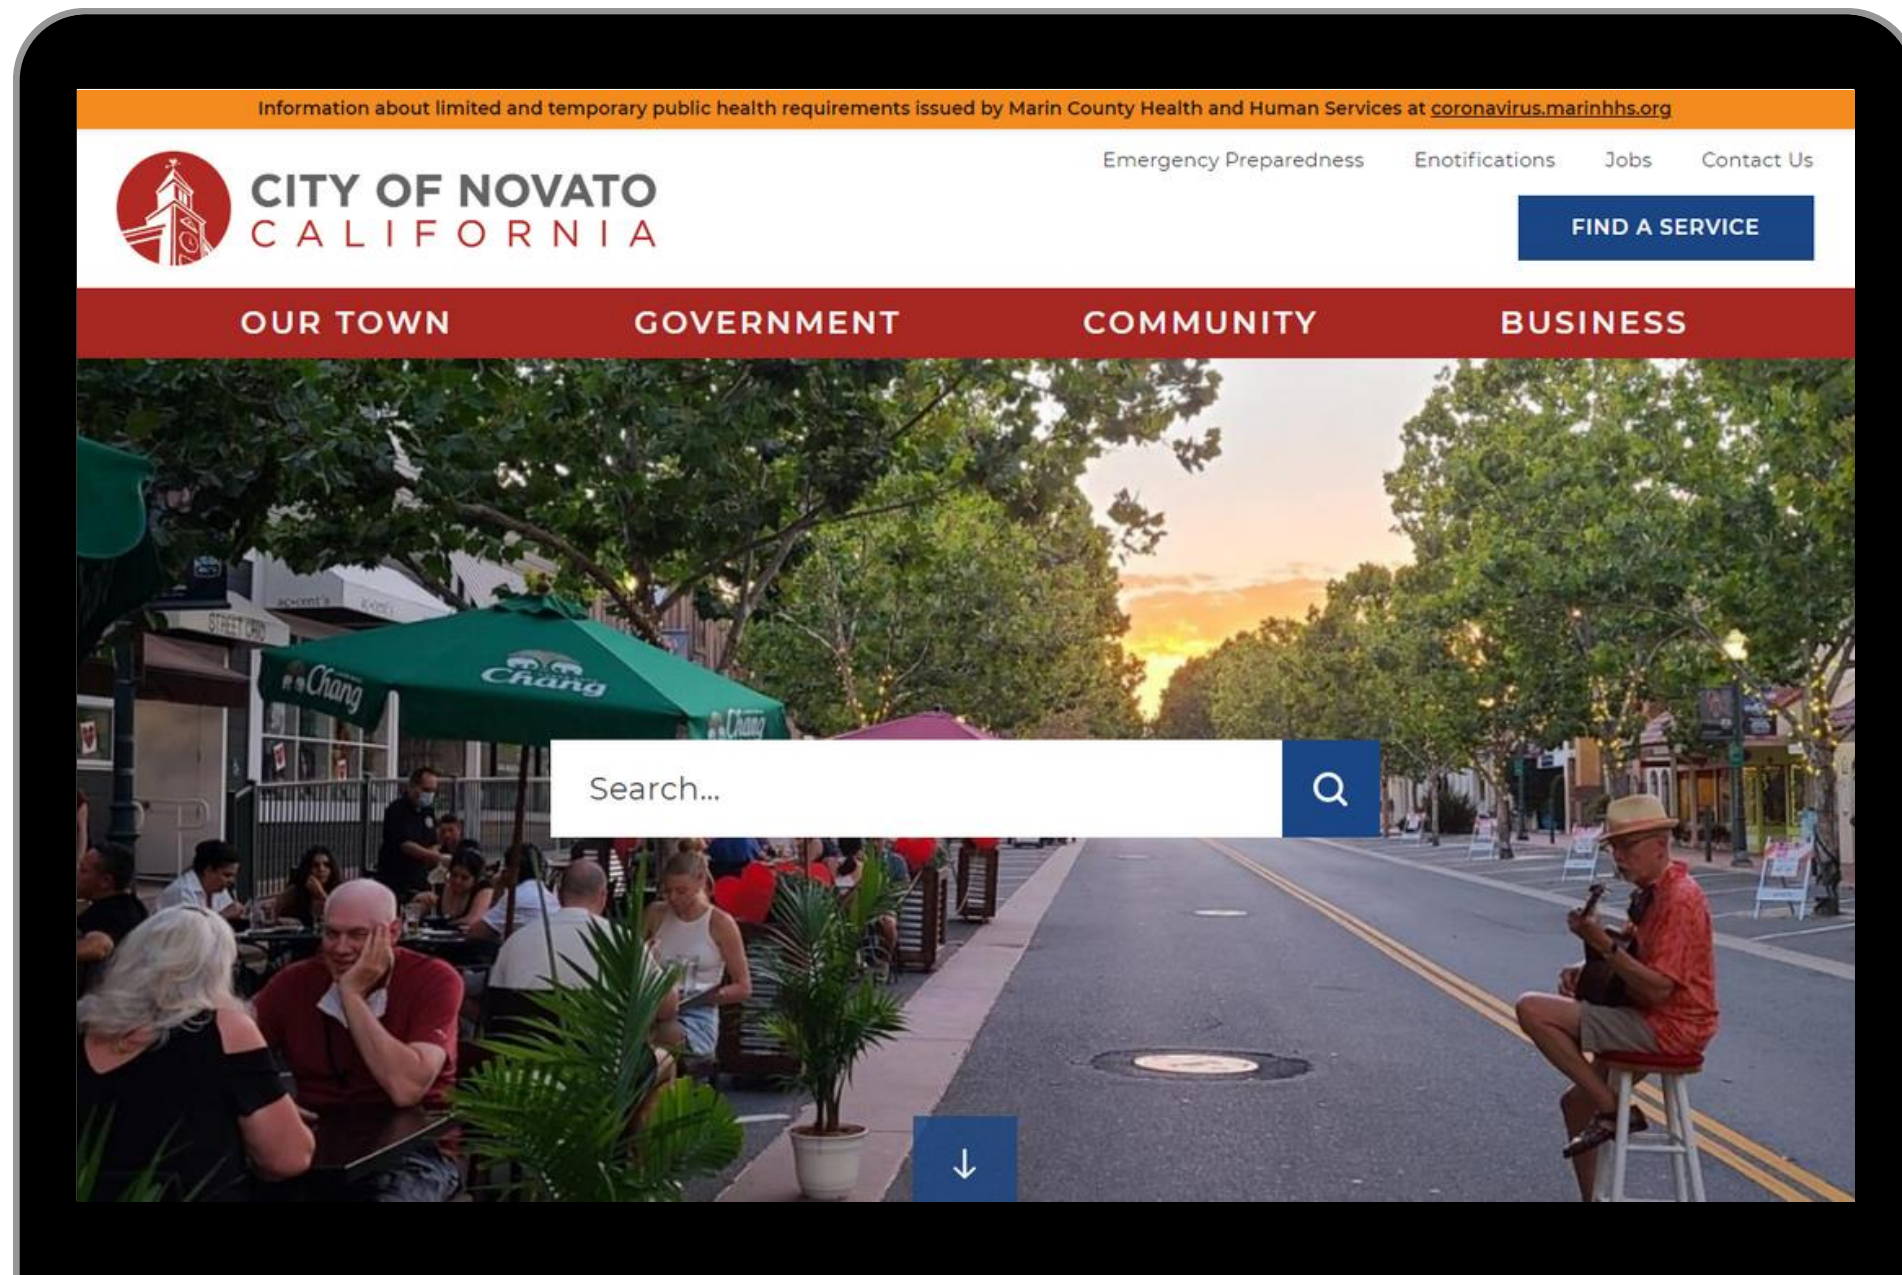 Information about limited and temporary public health requirements issued by Marin County Health and Human Services at coronavirus.marinhhs.org
Emergency Preparedness Enotifications Jobs Contact Us
CITY OF NOVATO
CALIFORNIA
FIND A SERVICE
OUR TOWN GOVERNMENT COMMUNITY BUSINESS
STREET
Chang
Chang
Chang
Search...